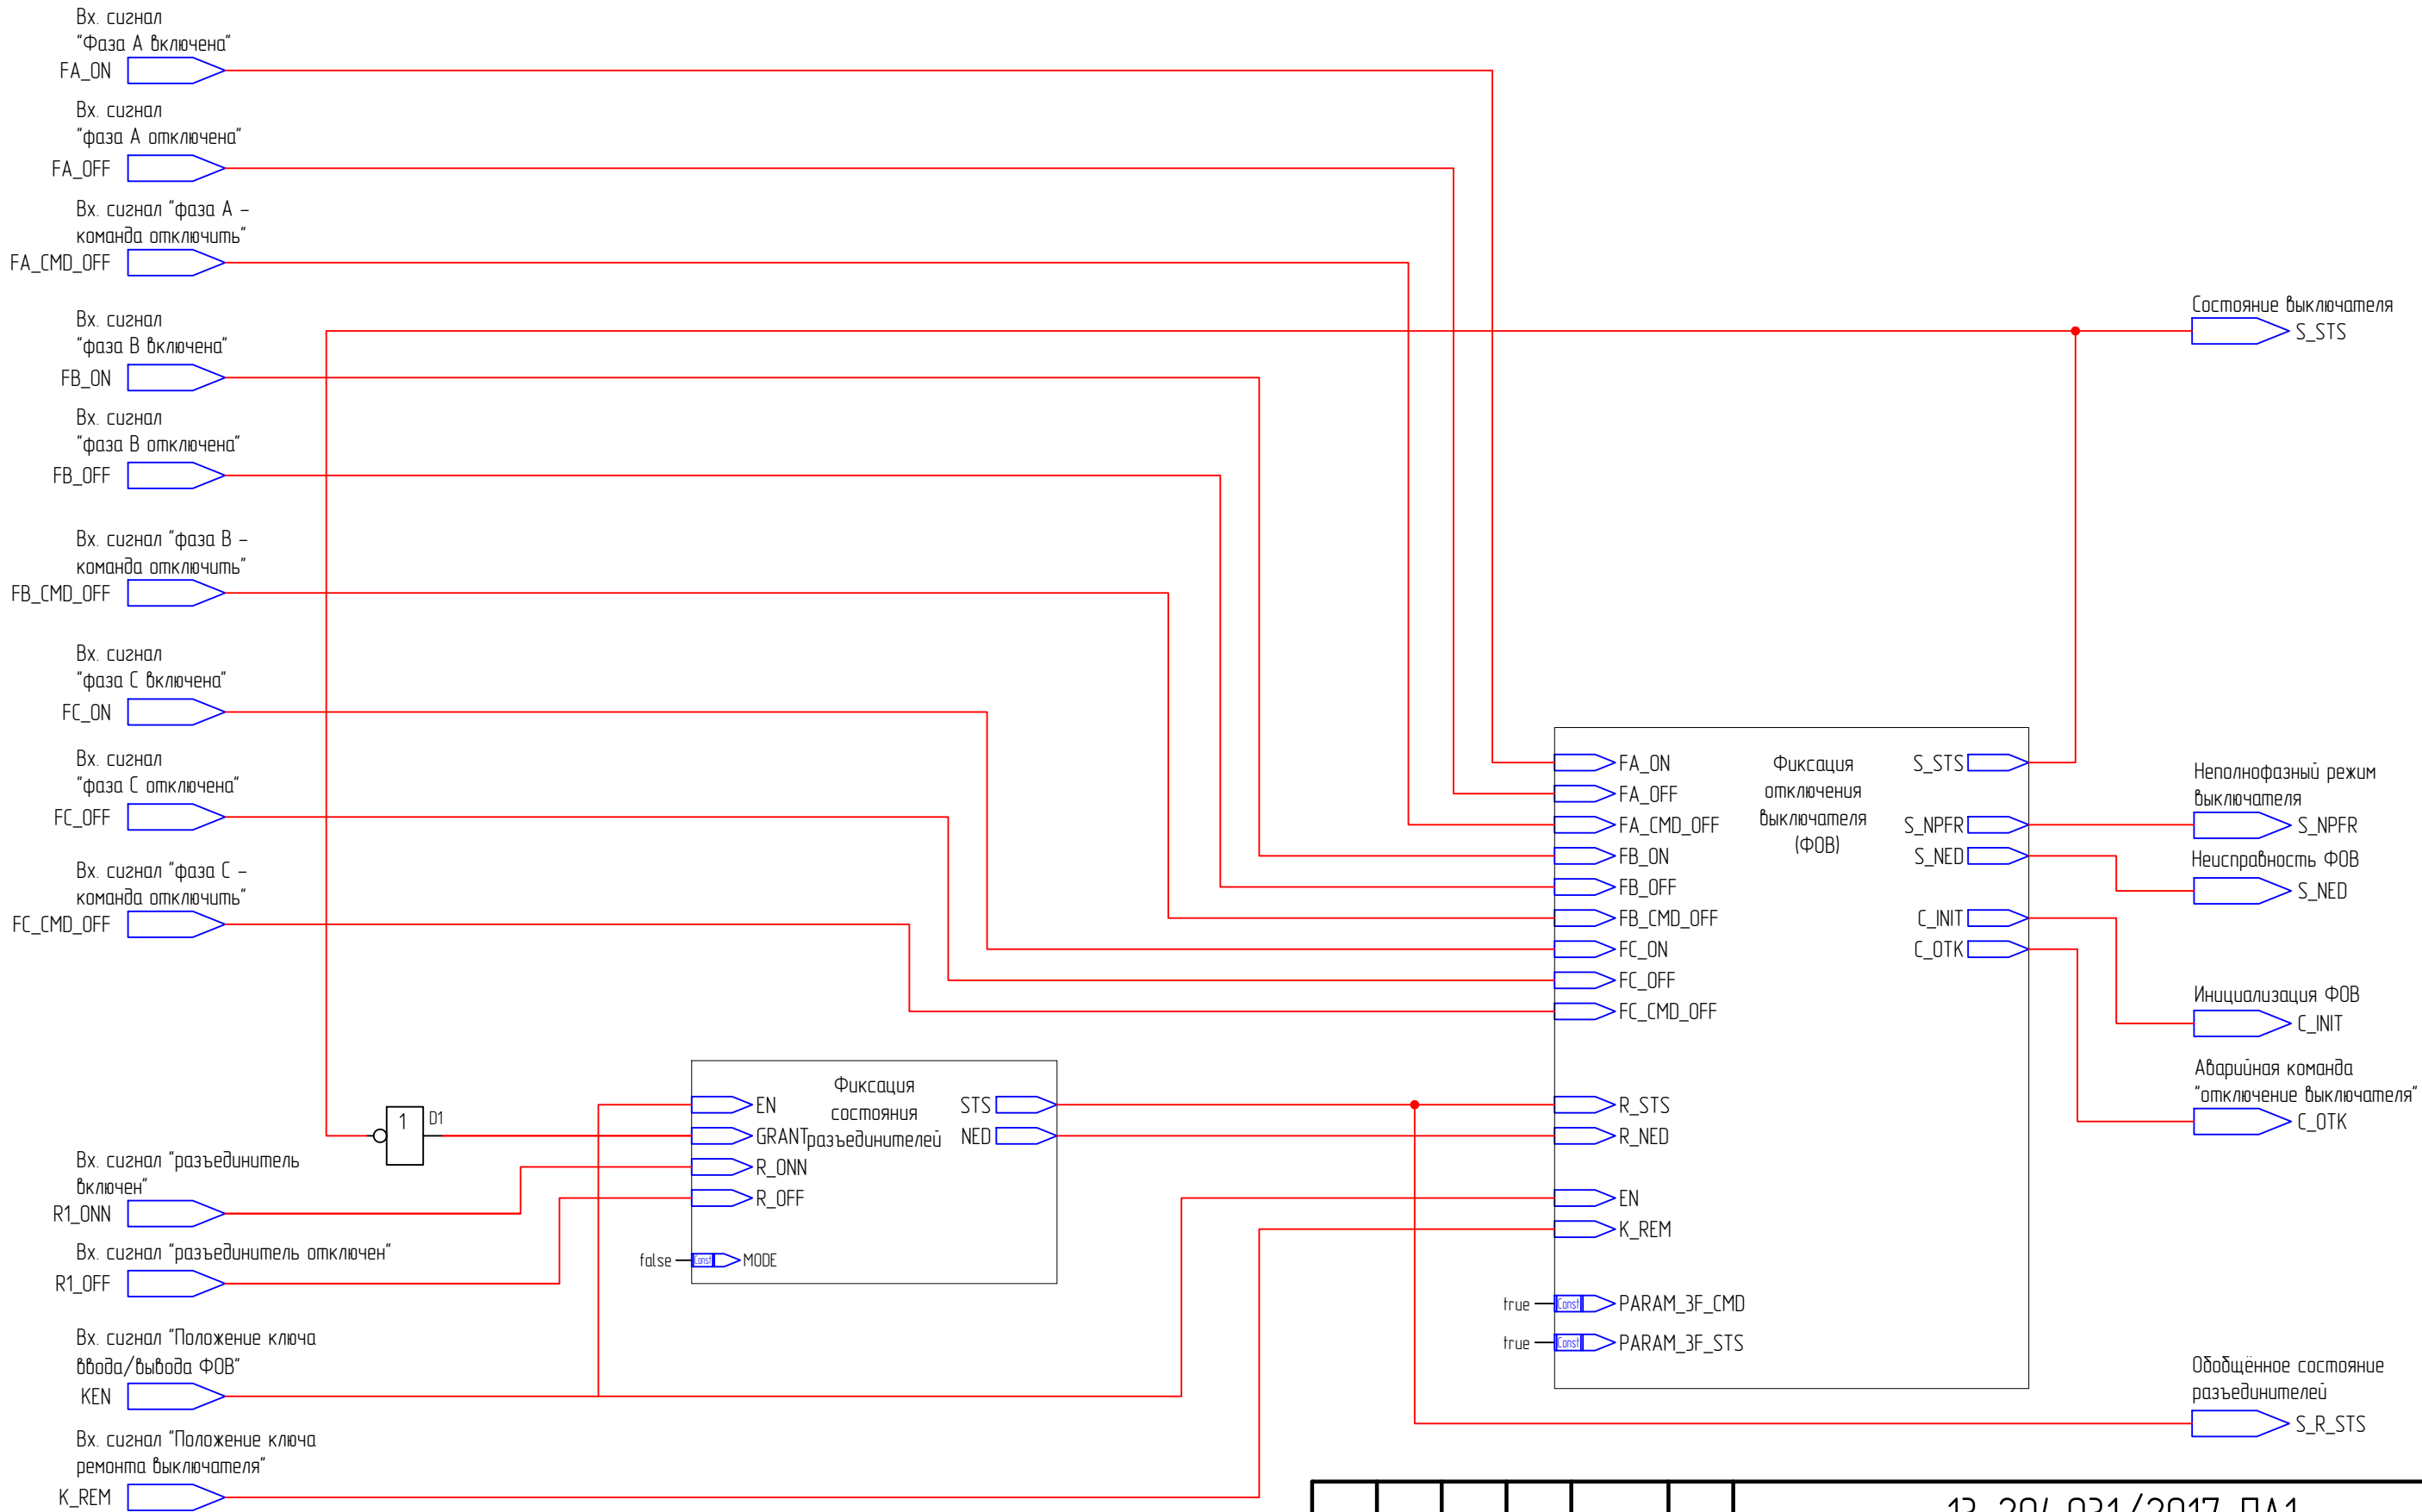 Вх. сигнал
"Фаза А включена"
FA_ON
Вх. сигнал
"фаза А отключена"
FA_OFF
Вх. сигнал "фаза А –
команда отключить"
FA_CMD_OFF
Вх. сигнал
"фаза В включена"
FB_ON
Вх. сигнал
"фаза В отключена"
FB_OFF
Вх. сигнал "фаза В –
команда отключить"
FB_CMD_OFF
Вх. сигнал
"фаза С включена"
FC_ON
Вх. сигнал
"фаза С отключена"
FC_OFF
Вх. сигнал "фаза С –
команда отключить"
FC_CMD_OFF
1
D1
Вх. сигнал "разъединитель
включен"
R1_ONN
Вх. сигнал "разъединитель отключен"
R1_OFF
Вх. сигнал "Положение ключа
ввода/вывода ФОВ"
KEN
Вх. сигнал "Положение ключа
ремонта выключателя"
K_REM
Фиксация
состояния
разъединителей
EN
GRANT
R_ONN
R_OFF
false
Const
MODE
STS
NED
Фиксация
отключения
выключателя
(ФОВ)
FA_ON
FA_OFF
FA_CMD_OFF
FB_ON
FB_OFF
FB_CMD_OFF
FC_ON
FC_OFF
FC_CMD_OFF
R_STS
R_NED
EN
K_REM
true
Const
PARAM_3F_CMD
true
Const
PARAM_3F_STS
S_STS
S_NPFR
S_NED
C_INIT
C_OTK
Состояние выключателя
S_STS
Неполнофазный режим
выключателя
S_NPFR
Неисправность ФОВ
S_NED
Инициализация ФОВ
C_INIT
Аварийная команда
"отключение выключателя"
C_OTK
Обобщённое состояние
разъединителей
S_R_STS